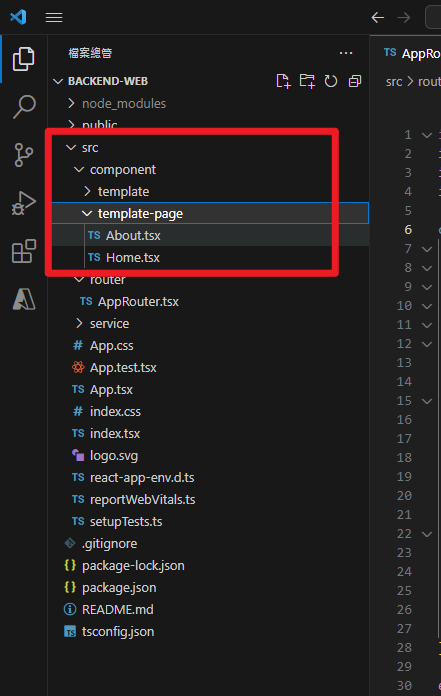 檔案總管
TS AppRo
BACKEND-WEB
src > rout
node_modules
public
src
component
template
template-page
TS About.tsx
TS Home.tsx
router
TS AppRouter.tsx
service
# App.css
App.test.tsx
TS App.tsx
# index.css
TS index.tsx
logo.svg
TS react-app-env.d.ts
TS reportWebVitals.ts
TS setupTests.ts
.gitignore
{} package-lock.json
{} package.json
README.md
TS tsconfig.json
1
2
3
4
5
6
7
8
9
10
11
12
13
14
15
16
17
18
19
20
21
22
23
24
25
26
27
28
29
30